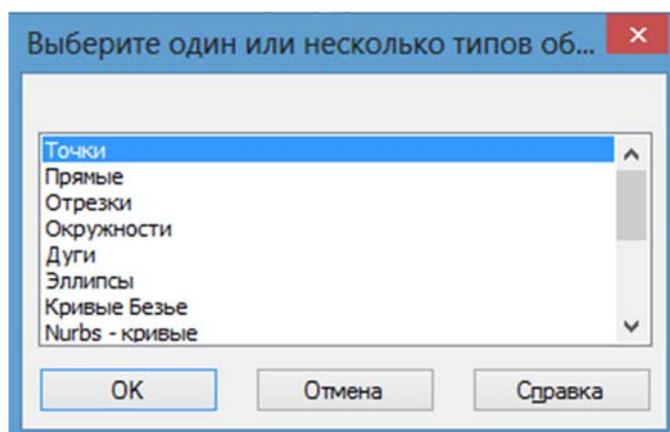 Выберите один или несколько типов об...
Точки
Прямые
Отрезки
Окружности
Дуги
Эллипсы
Кривые Безье
Nurbs - кривые
OK Отмена Справка